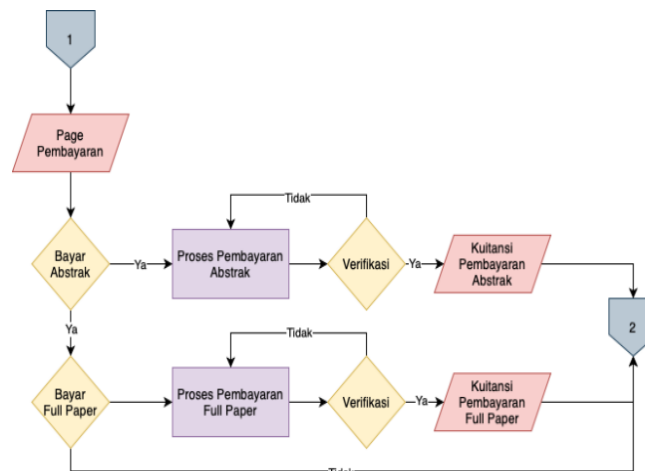 1
Page
Pembayaran
Tidak
Bayar
Abstrak
Ya
Proses Pembayaran
Abstrak
Verifikasi
Ya
Kuitansi
Pembayaran
Abstrak
2
Ya
Tidak
Bayar
Full Paper
Proses Pembayaran
Full Paper
Verifikasi
Ya
Kuitansi
Pembayaran
Full Paper
Tidak